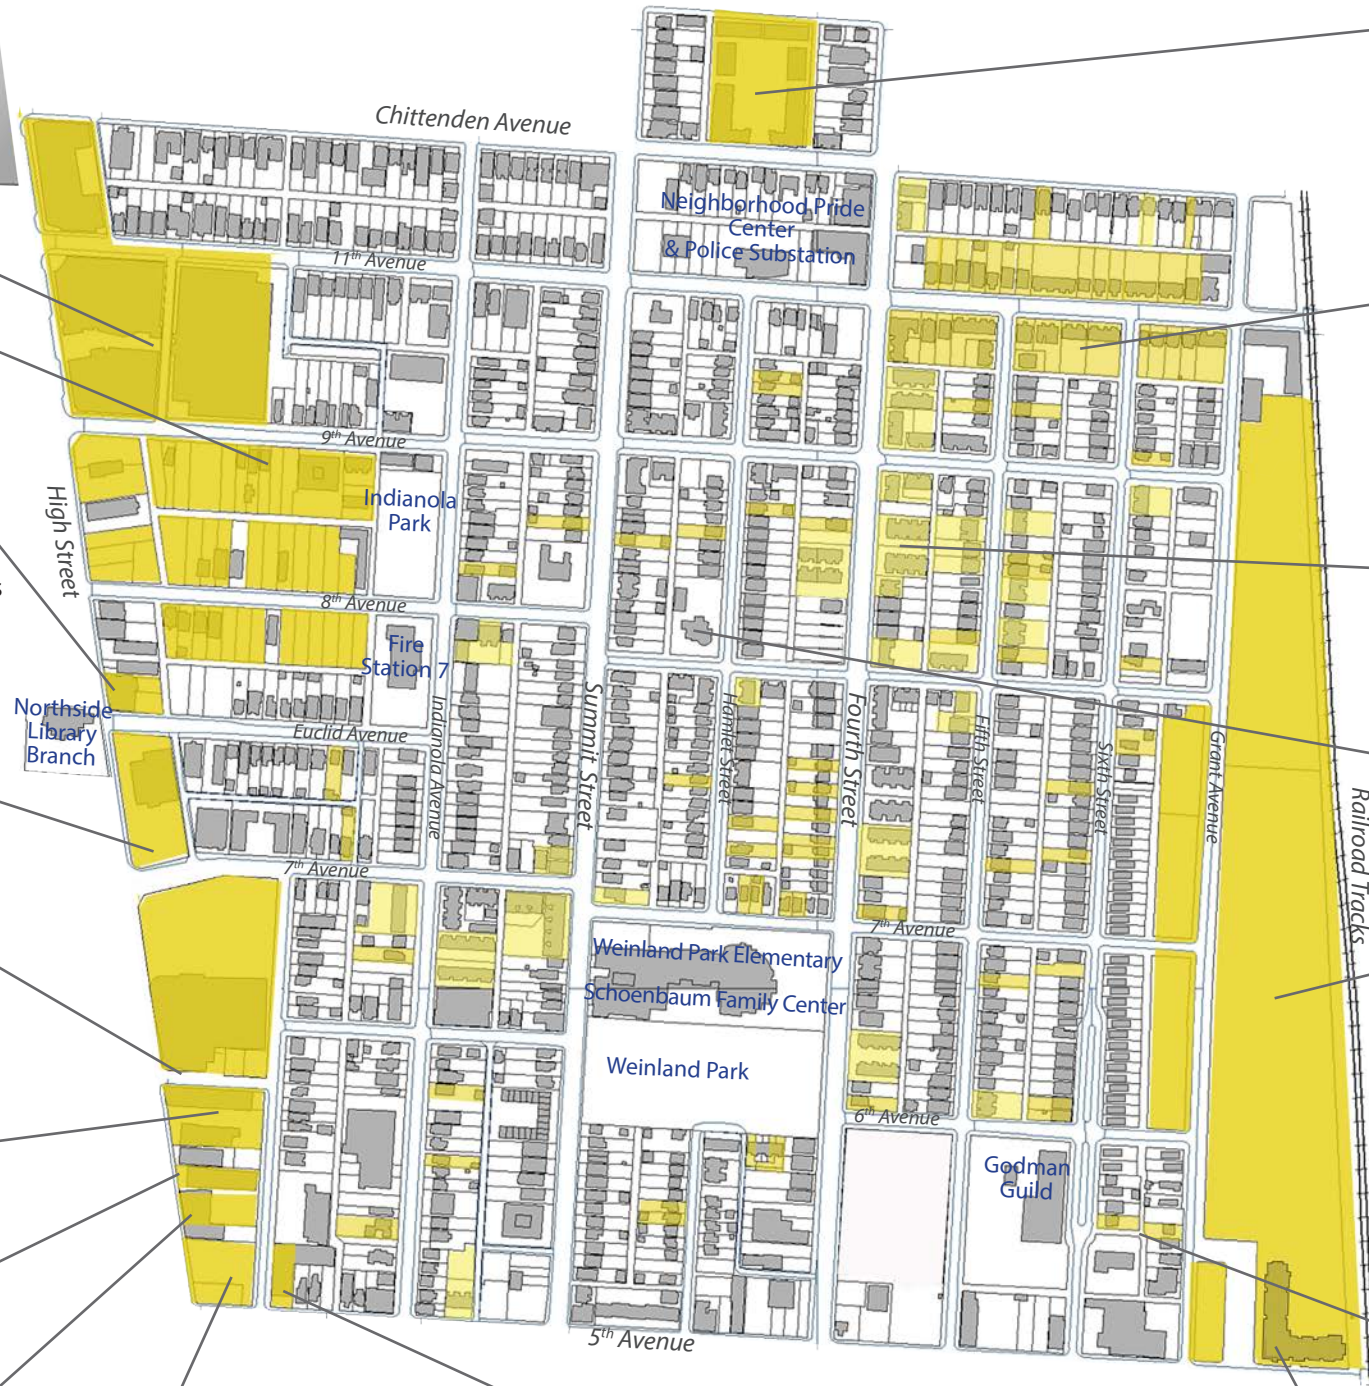 Chittenden Avenue
Neighborhood Pride
Center
& Police Substation
11th Avenue
9th Avenue
High Street
Indianola
Park
8th Avenue
Fire
Station 7
Northside
Library
Branch
Euclid Avenue
Indianola Avenue
Summit Street
Hamlet Street
Fourth Street
Fifth Street
Sixth Street
Grant Avenue
Railroad Tracks
7th Avenue
7th Avenue
Weinland Park Elementary
Schoenbaum Family Center
Weinland Park
6th Avenue
Godman
Guild
5th Avenue